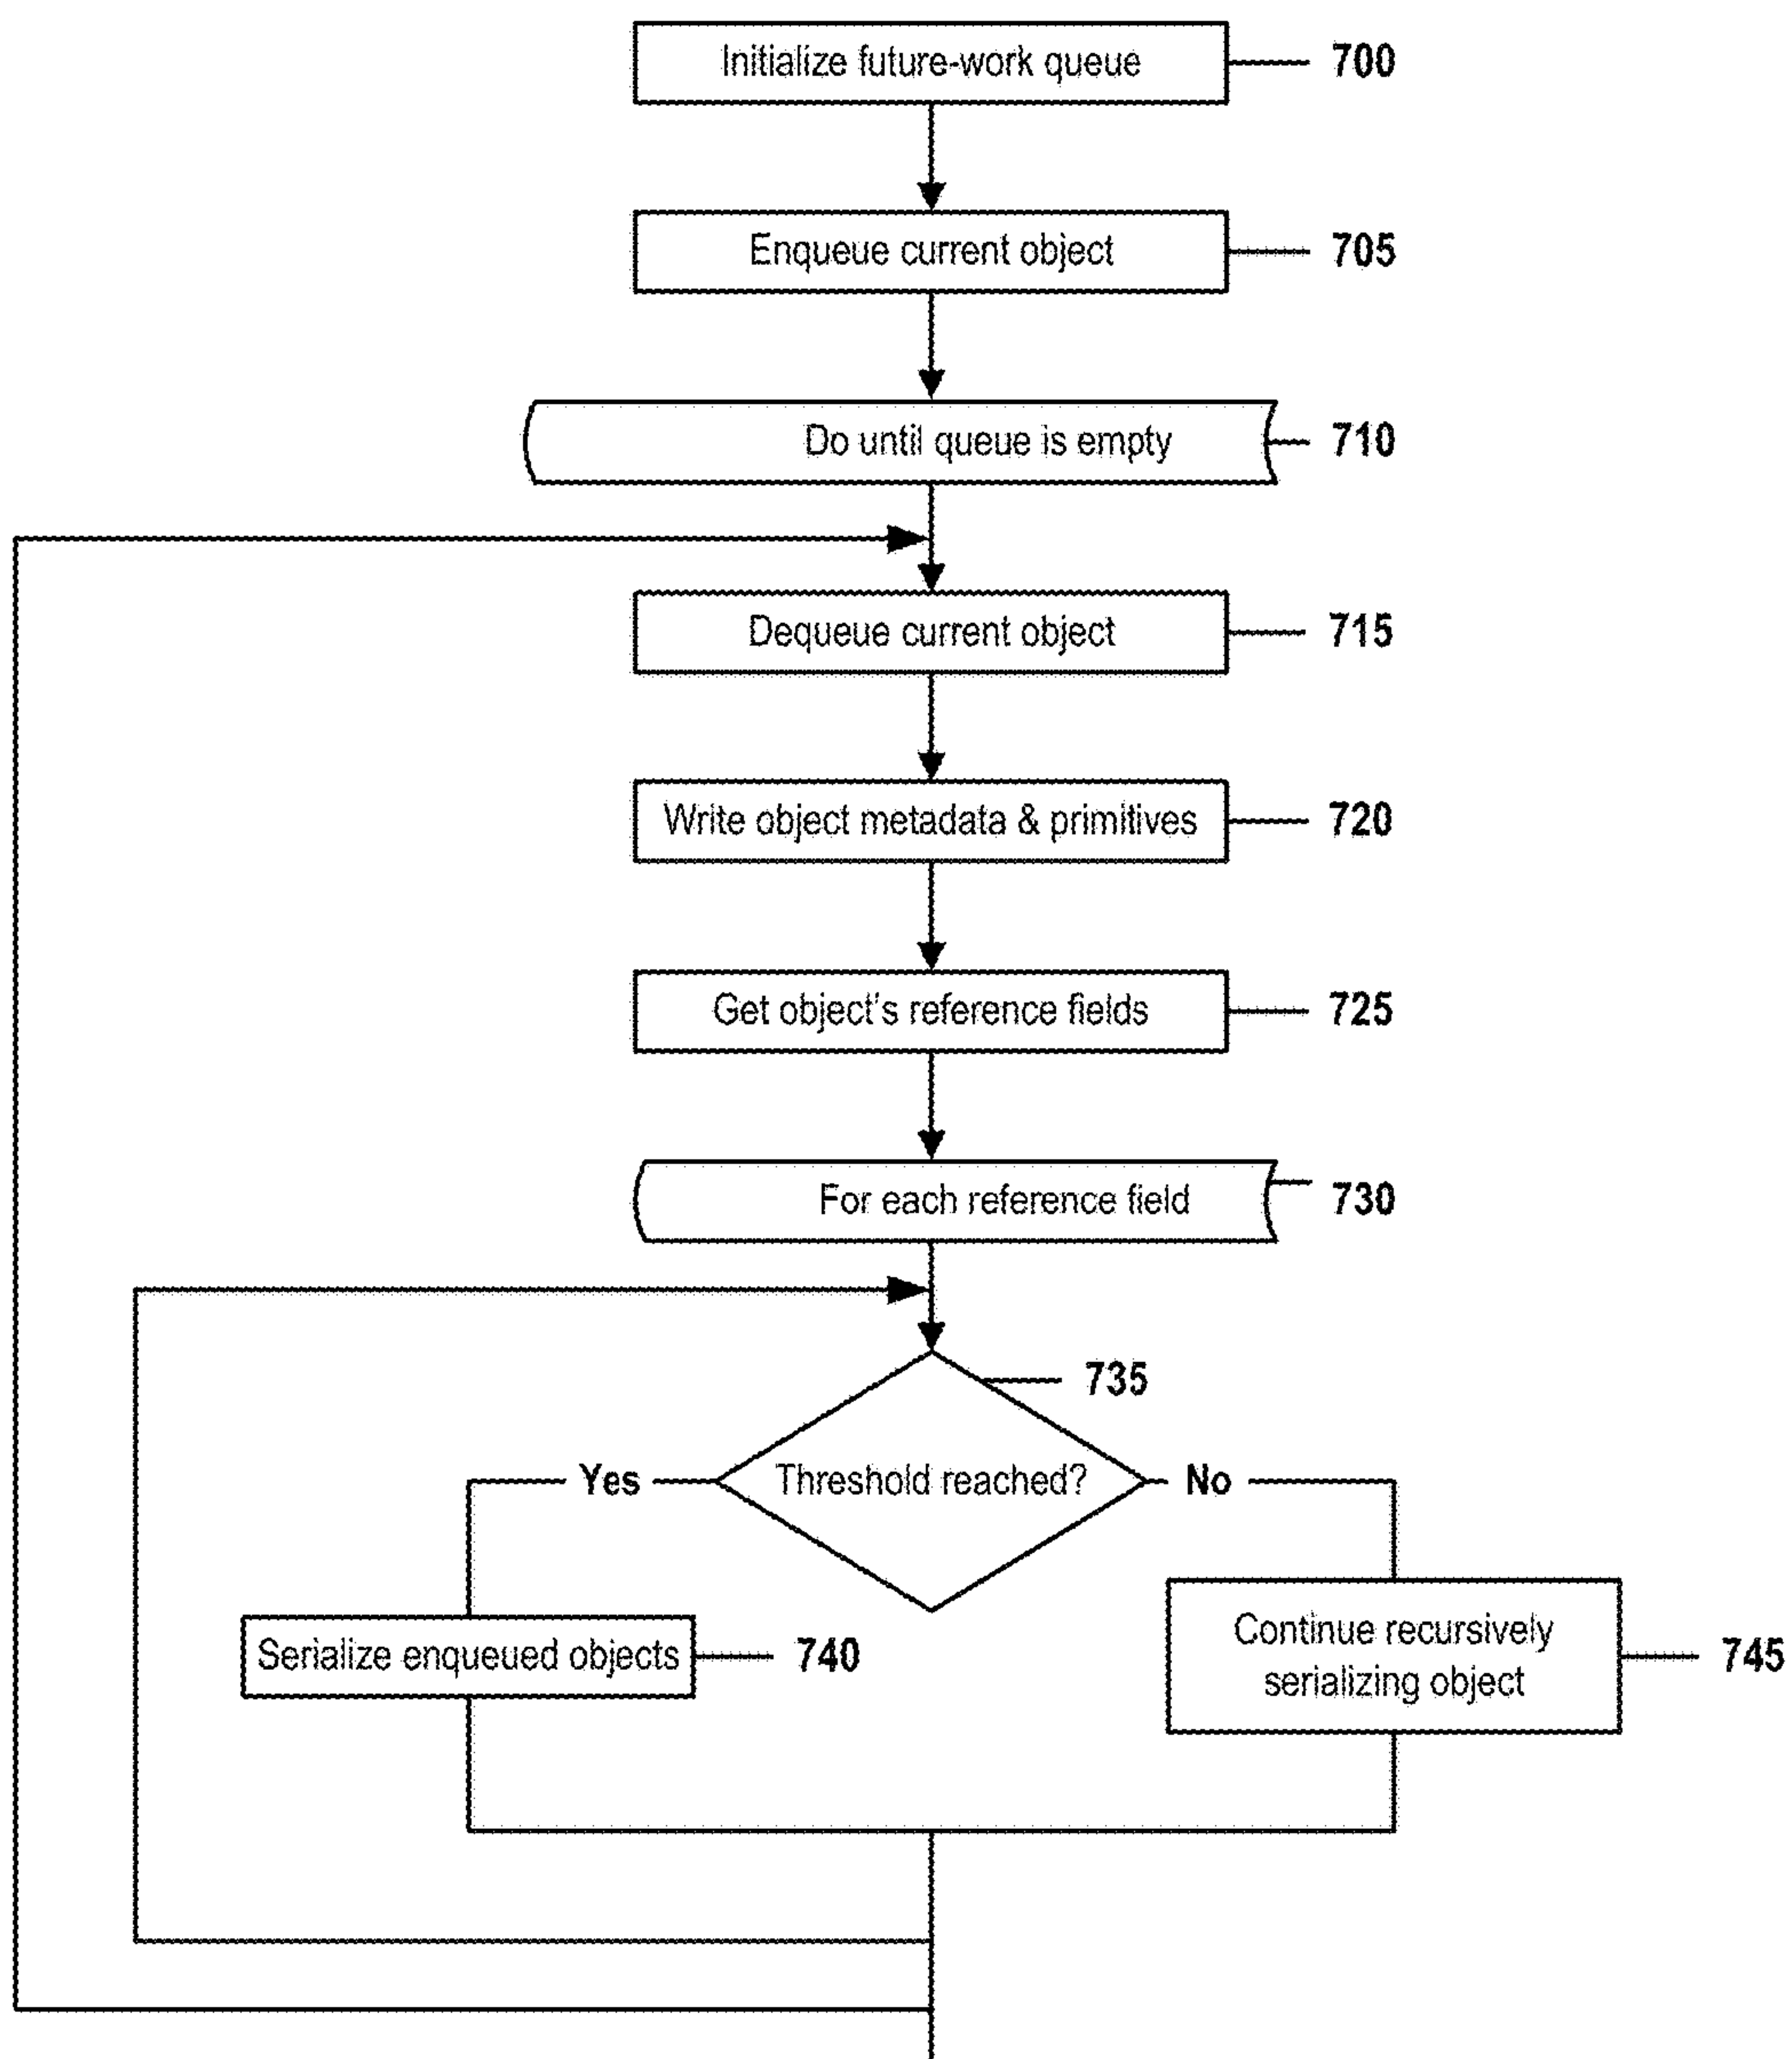 Initialize future-work queue
700
Enqueue current object
705
Do until queue is empty
710
Dequeue current object
715
Write object metadata & primitives
720
Get object's reference fields
725
For each reference field
730
735
Yes
Threshold reached?
No
Serialize enqueued objects
740
Continue recursively
serializing object
745